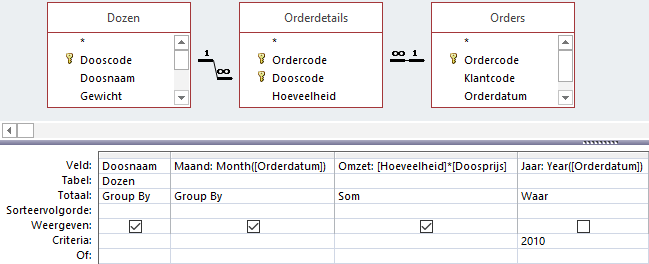 Dozen Orderdetails Orders
* * *
Dooscode Ordercode Ordercode
1 ∞ ∞ 1
Doosnaam Dooscode Klantcode
Gewicht Hoeveelheid Orderdatum
Veld: Doosnaam Maand: Month([Orderdatum]) Omzet: [Hoeveelheid]*[Doosprijs] Jaar: Year([Orderdatum])
Tabel: Dozen
Totaal: Group By Group By Som Waar
Sorteervolgorde:
Weergeven:
Criteria: 2010
Of: